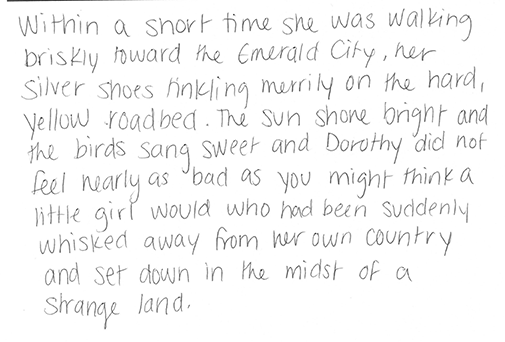 Within a short time she was walking
briskly toward the Emerald City, her
Silver shoes tinkling merrily on the hard,
yellow roadbed. The sun shone bright and
the birds sang sweet and Dorothy did not
feel nearly as bad as you might think a
little girl would who had been suddenly
whisked away from her own country
and set down in the midst of a
strange land.